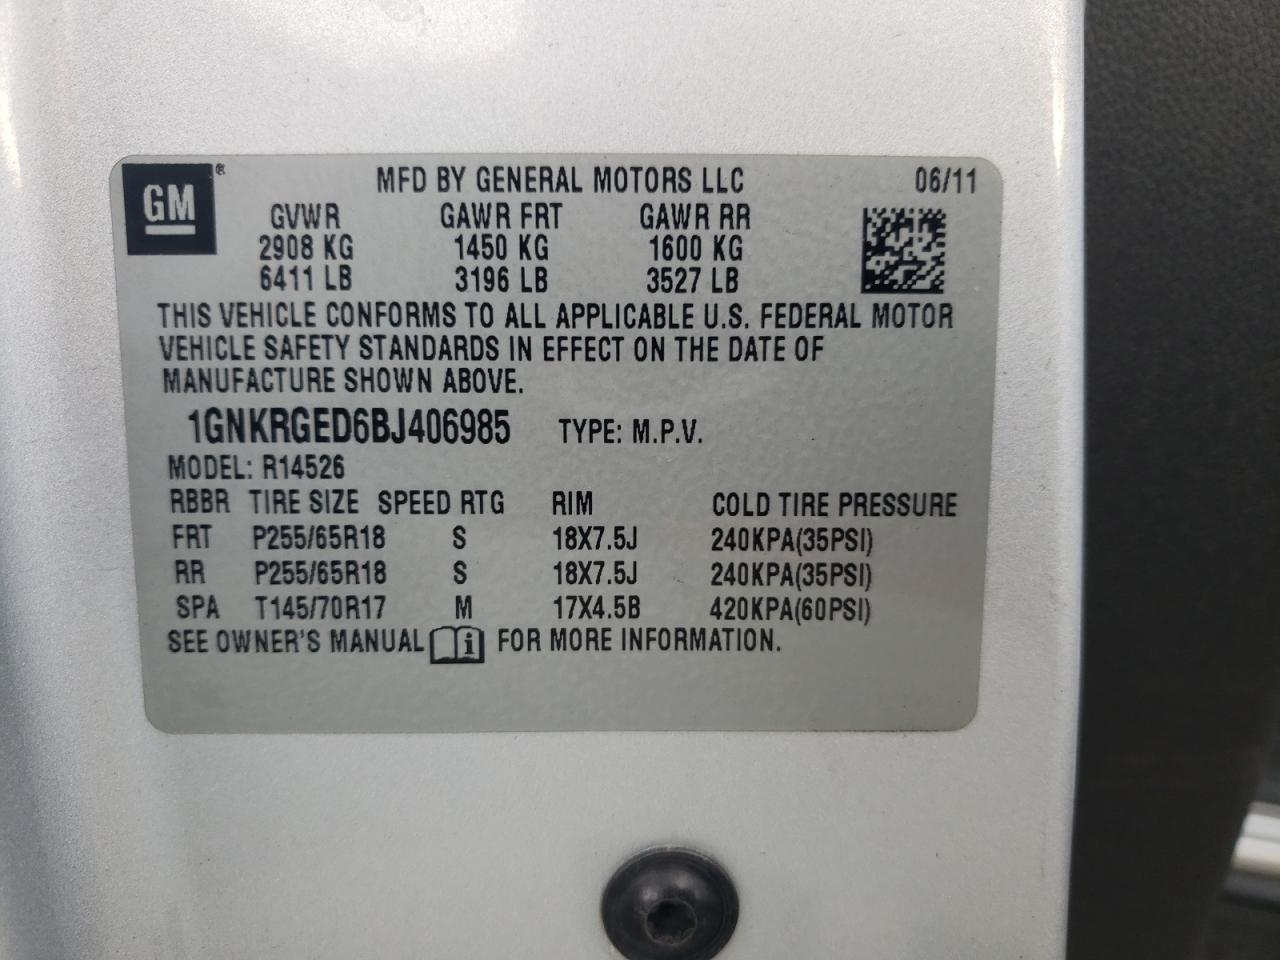 GM® MFD BY GENERAL MOTORS LLC 06/11
GVWR GAWR FRT GAWR RR
2908 KG 1450 KG 1600 KG
6411 LB 3196 LB 3527 LB
THIS VEHICLE CONFORMS TO ALL APPLICABLE U.S. FEDERAL MOTOR
VEHICLE SAFETY STANDARDS IN EFFECT ON THE DATE OF
MANUFACTURE SHOWN ABOVE.
1GNKRGED6BJ406985 TYPE: M.P.V.
MODEL: R14526
RBBR TIRE SIZE SPEED RTG RIM COLD TIRE PRESSURE
FRT P255/65R18 S 18X7.5J 240KPA(35PSI)
RR P255/65R18 S 18X7.5J 240KPA(35PSI)
SPA T145/70R17 M 17X4.5B 420KPA(60PSI)
SEE OWNER'S MANUAL FOR MORE INFORMATION.